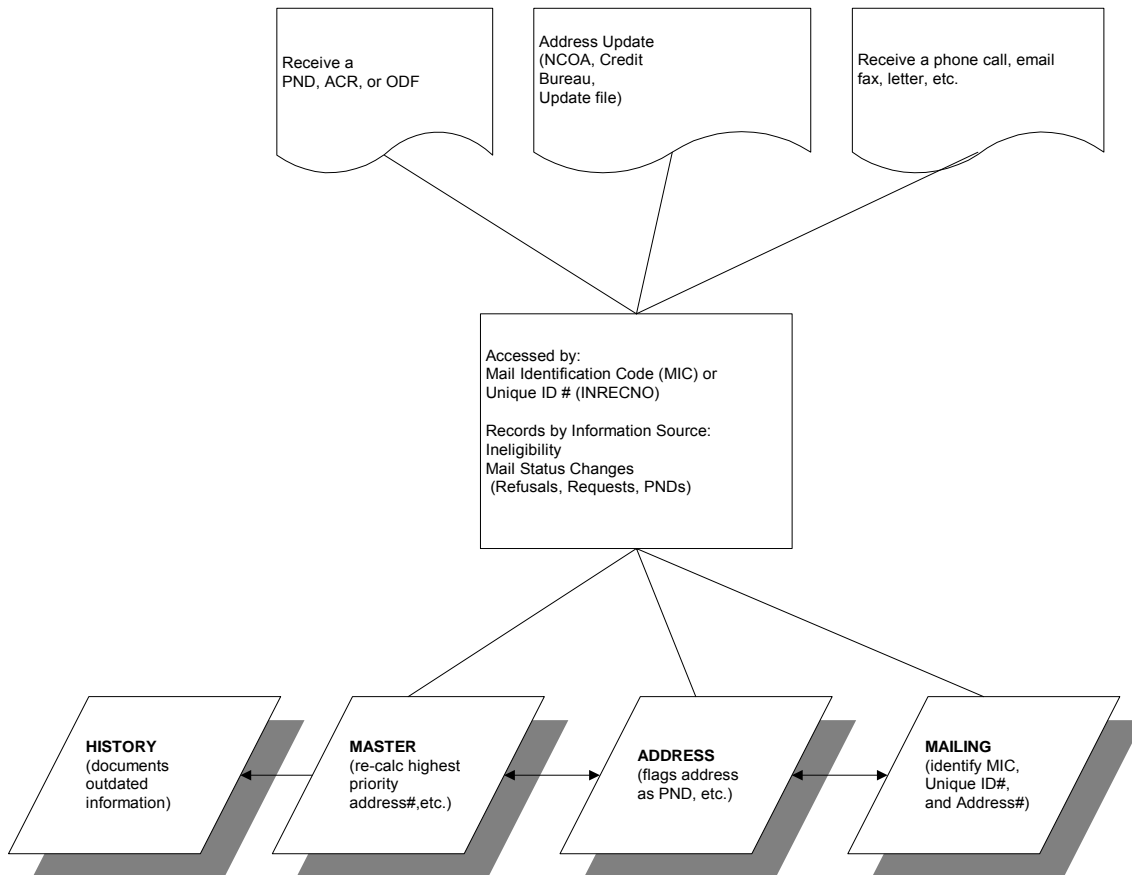 Receive a
PND, ACR, or ODF
Address Update
(NCOA, Credit
Bureau,
Update file)
Receive a phone call, email
fax, letter, etc.
Accessed by:
Mail Identification Code (MIC) or
Unique ID # (INRECNO)
Records by Information Source:
Ineligibility
Mail Status Changes
(Refusals, Requests, PNDs)
HISTORY
(documents
outdated
information)
MASTER
(re-calc highest
priority
address#,etc.)
ADDRESS
(flags address
as PND, etc.)
MAILING
(identify MIC,
Unique ID#,
and Address#)